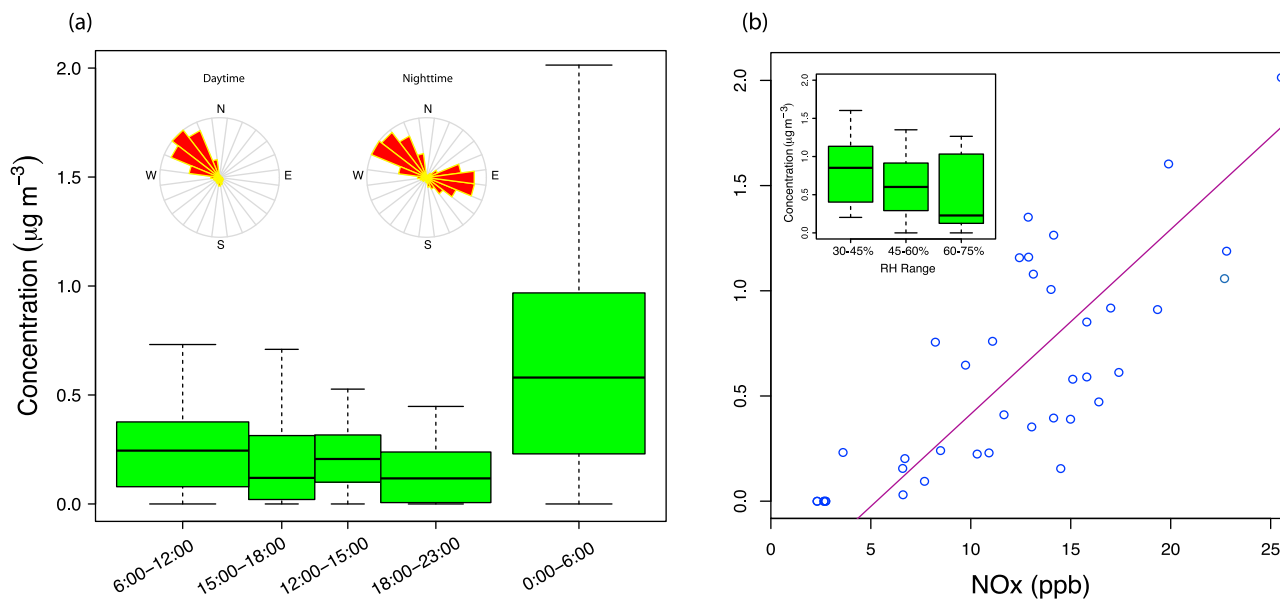 (a)
Concentration (μg m−3)
2.0
1.5
1.0
0.5
0.0
Daytime
N
W
E
S
Nighttime
N
W
E
S
6:00−12:00
15:00−18:00
12:00−15:00
18:00−23:00
0:00−6:00
(b)
2.0
1.5
1.0
0.5
0.0
Concentration (μg m−3)
2.0
1.5
1.0
0.5
0.0
30-45%
45-60%
60-75%
RH Range
0
5
10
15
20
25
NOx (ppb)